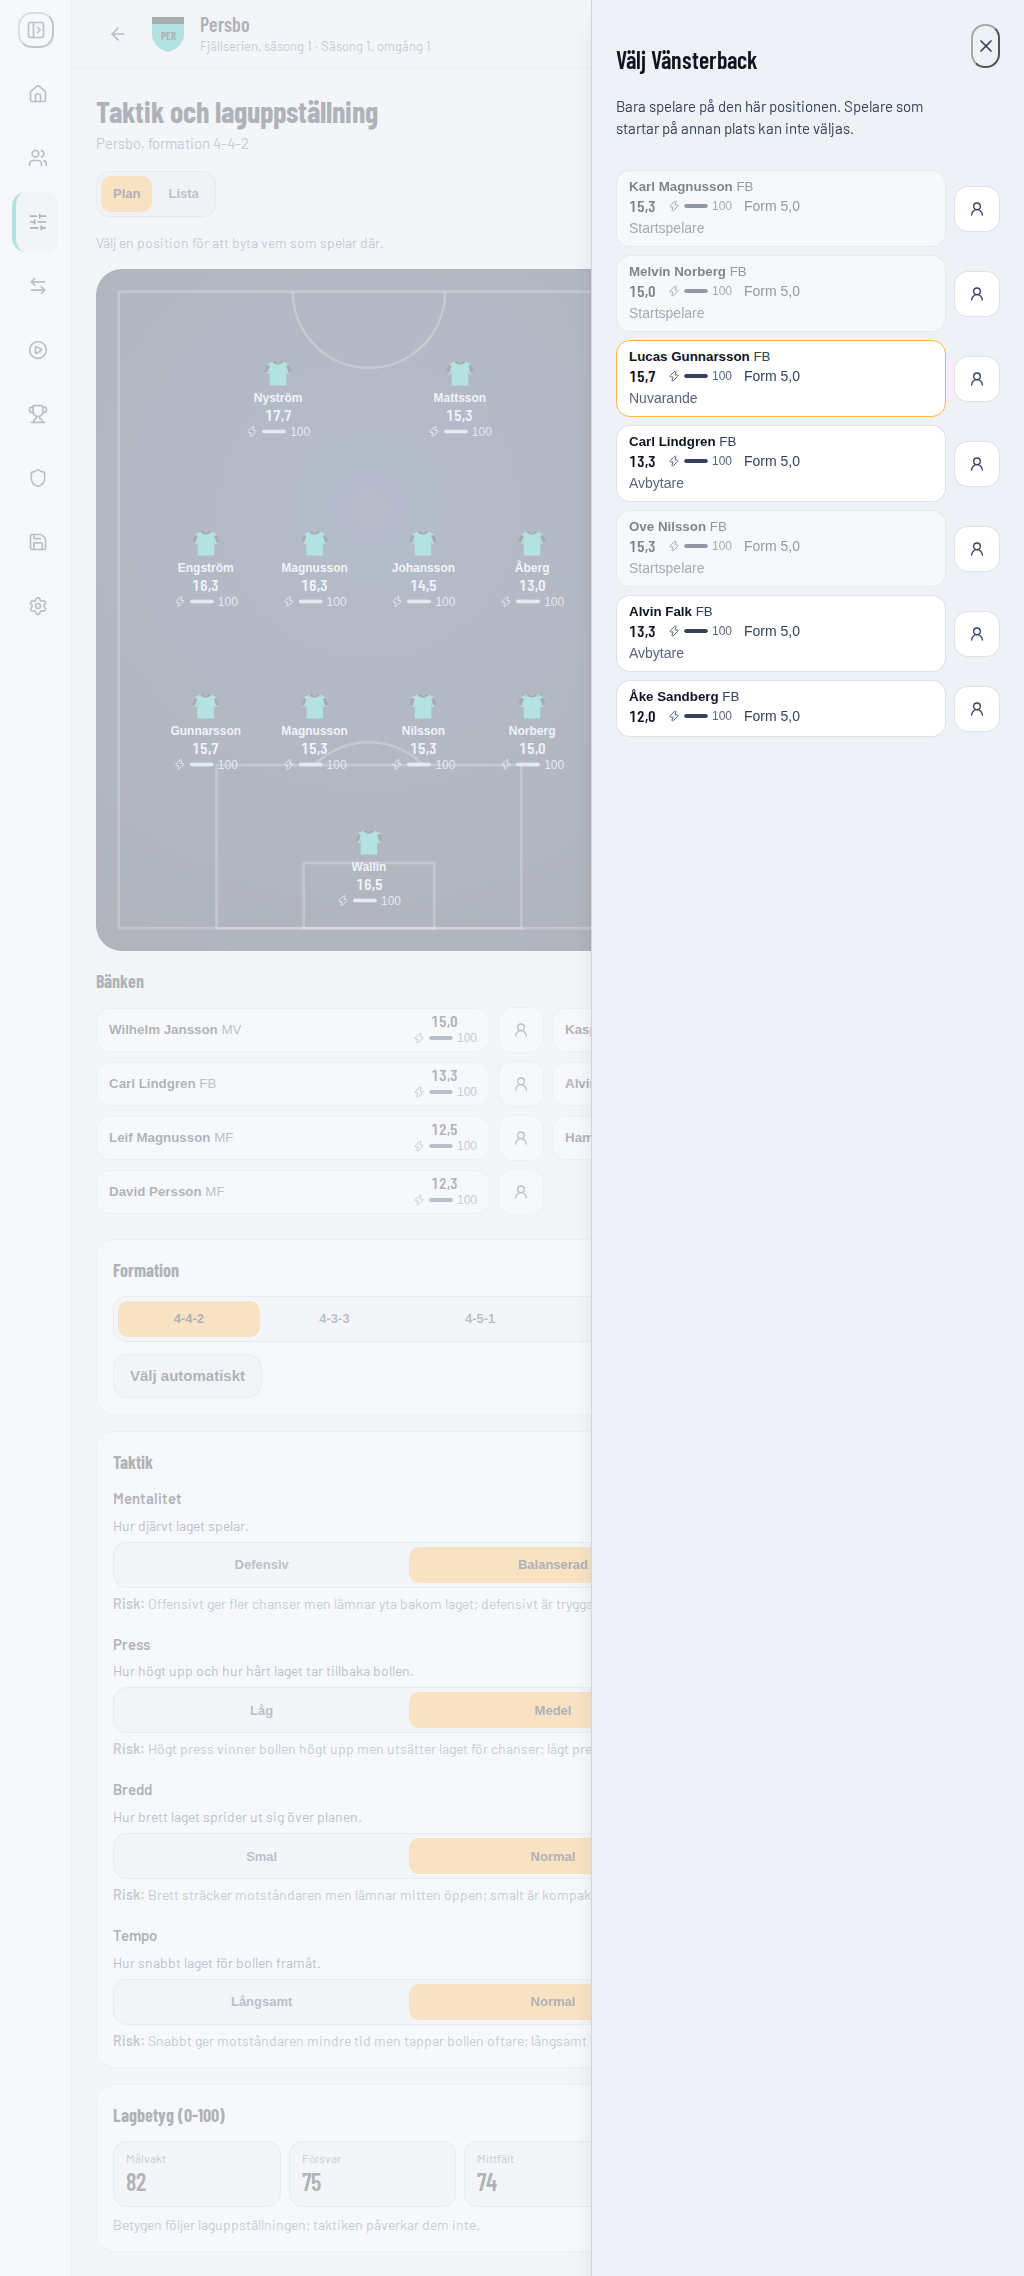 PER
Persbo
Fjällserien, säsong 1 · Säsong 1, omgång 1
Taktik och laguppställning
Persbo, formation 4-4-2
Plan Lista
Välj en position för att byta vem som spelar där.
Nyström Mattsson
17,7 15,3
100 100
Engström Magnusson Johansson Åberg
16,3 16,3 14,5 13,0
100 100 100 100
Gunnarsson Magnusson Nilsson Norberg
15,7 15,3 15,3 15,0
100 100 100 100
Wallin
16,5
100
Bänken
Wilhelm Jansson MV 15,0 100
Carl Lindgren FB 13,3 100
Leif Magnusson MF 12,5 100
Ham
David Persson MF 12,3 100
Formation
4-4-2 4-3-3 4-5-1
Välj automatiskt
Taktik
Mentalitet
Hur djärvt laget spelar.
Defensiv Balanserad
Risk: Offensivt ger fler chanser men lämnar yta bakom laget; defensivt är
Press
Hur högt upp och hur hårt laget tar tillbaka bollen.
Låg Medel
Risk: Högt press vinner bollen högt upp men utsätter laget för chanser; lågt
Bredd
Hur brett laget sprider ut sig över planen.
Smal Normal
Risk: Brett sträcker motståndaren men lämnar mitten öppen; smalt är
Tempo
Hur snabbt laget för bollen framåt.
Långsamt Normal
Risk: Snabbt ger motståndaren mindre tid men tappar bollen oftare; långsamt
Lagbetyg (0-100)
Målvakt Försvar Mittfält
82 75 74
Betygen följer laguppställningen; taktiken påverkar dem inte.
Välj Vänsterback
Bara spelare på den här positionen. Spelare som
startar på annan plats kan inte väljas.
Karl Magnusson FB
15,3 100 Form 5,0
Startspelare
Melvin Norberg FB
15,0 100 Form 5,0
Startspelare
Lucas Gunnarsson FB
15,7 100 Form 5,0
Nuvarande
Carl Lindgren FB
13,3 100 Form 5,0
Avbytare
Ove Nilsson FB
15,3 100 Form 5,0
Startspelare
Alvin Falk FB
13,3 100 Form 5,0
Avbytare
Åke Sandberg FB
12,0 100 Form 5,0